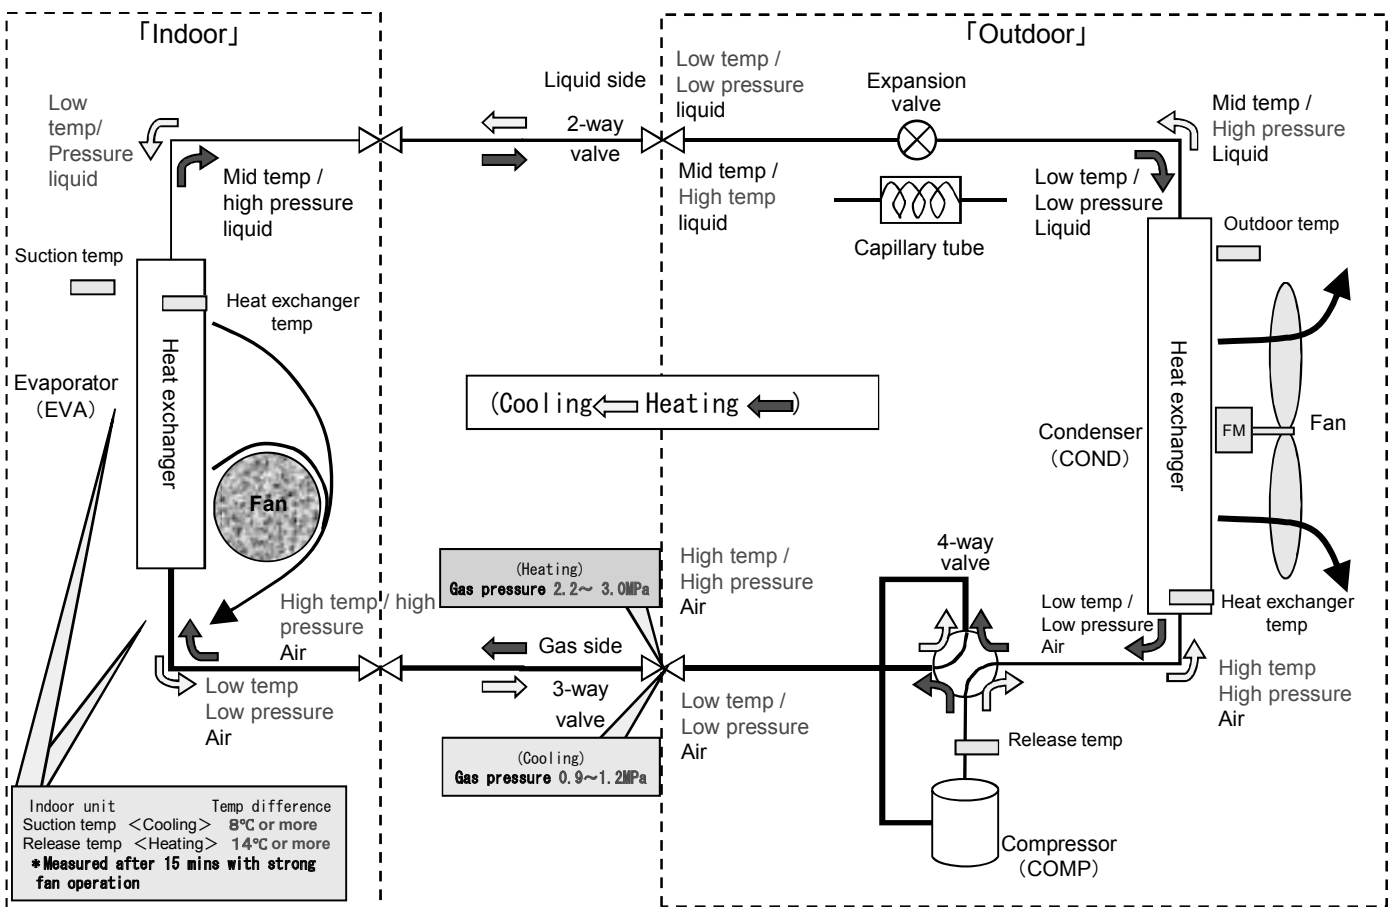 「Indoor」
「Outdoor」
Low
temp/
Pressure
liquid
Mid temp /
high pressure
liquid
Liquid side
2-way
valve
Low temp /
Low pressure
liquid
Mid temp /
High temp
liquid
Expansion
valve
Capillary tube
Mid temp /
High pressure
Liquid
Low temp /
Low pressure
Liquid
Suction temp
Heat exchanger
temp
Heat exchanger
Evaporator
（EVA）
Fan
(Cooling Heating )
Outdoor temp
Heat exchanger
Condenser
（COND）
FM
Fan
Heat exchanger
temp
(Heating)
Gas pressure 2.2～ 3.0MPa
High temp /
High pressure
Air
4-way
valve
Low temp /
Low pressure
Air
High temp / high
pressure
Air
Gas side
3-way
valve
Low temp
Low pressure
Air
Low temp /
Low pressure
Air
High temp
High pressure
Air
(Cooling)
Gas pressure 0.9～1.2MPa
Release temp
Compressor
（COMP）
Indoor unit Temp difference
Suction temp ＜Cooling＞ 8℃ or more
Release temp ＜Heating＞ 14℃ or more
＊Measured after 15 mins with strong
fan operation